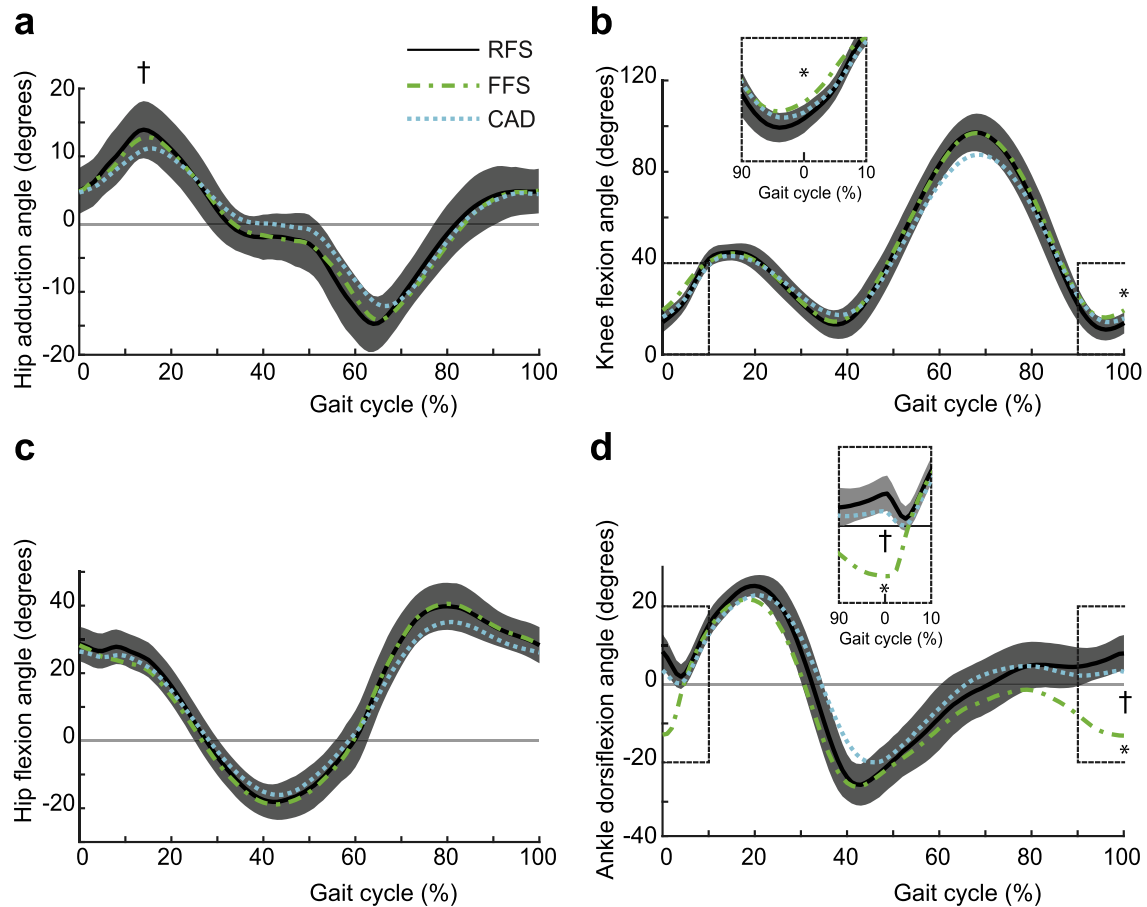 a
RFS
FFS
CAD
†
20
10
0
-10
-20
Hip adduction angle (degrees)
0 20 40 60 80 100
Gait cycle (%)
b
*
90 0 10
Gait cycle (%)
120
80
40
0
Knee flexion angle (degrees)
*
0 20 40 60 80 100
Gait cycle (%)
c
40
20
0
-20
Hip flexion angle (degrees)
0 20 40 60 80 100
Gait cycle (%)
d
†
*
90 0 10
Gait cycle (%)
20
0
-20
-40
Ankle dorsiflexion angle (degrees)
†
*
0 20 40 60 80 100
Gait cycle (%)